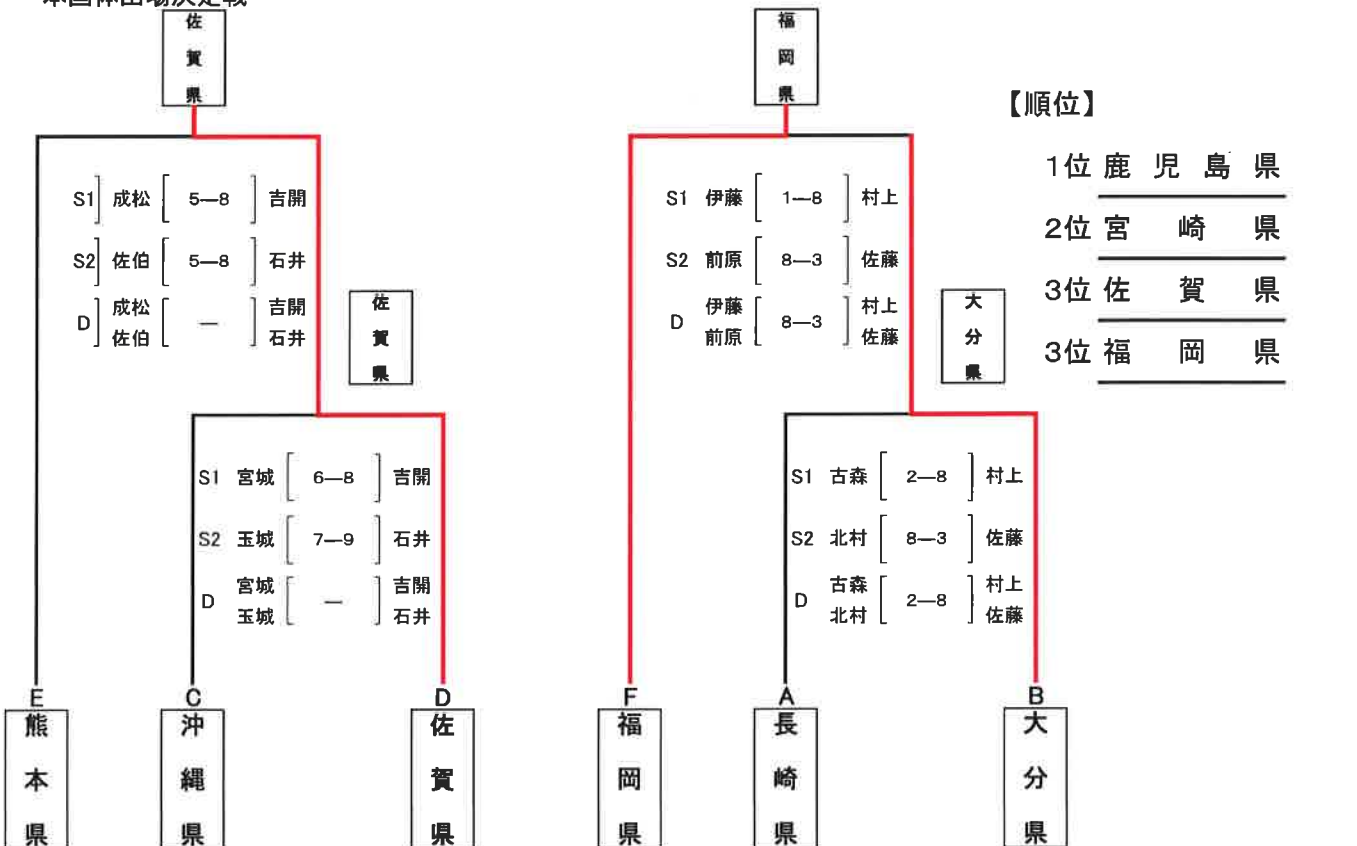 本国体出場決定戦
佐賀県
福岡県
【順位】
1位 鹿児島県
2位 宮崎県
3位 佐賀県
3位 福岡県
S1 成松 5—8 吉開
S2 佐伯 5—8 石井
D 成松 佐伯 — 吉開 石井
佐賀県
S1 宮城 6—8 吉開
S2 玉城 7—9 石井
D 宮城 玉城 — 吉開 石井
S1 伊藤 1—8 村上
S2 前原 8—3 佐藤
D 伊藤 前原 8—3 村上 佐藤
大分県
S1 古森 2—8 村上
S2 北村 8—3 佐藤
D 古森 北村 2—8 村上 佐藤
E
熊本県
C
沖縄県
D
佐賀県
F
福岡県
A
長崎県
B
大分県